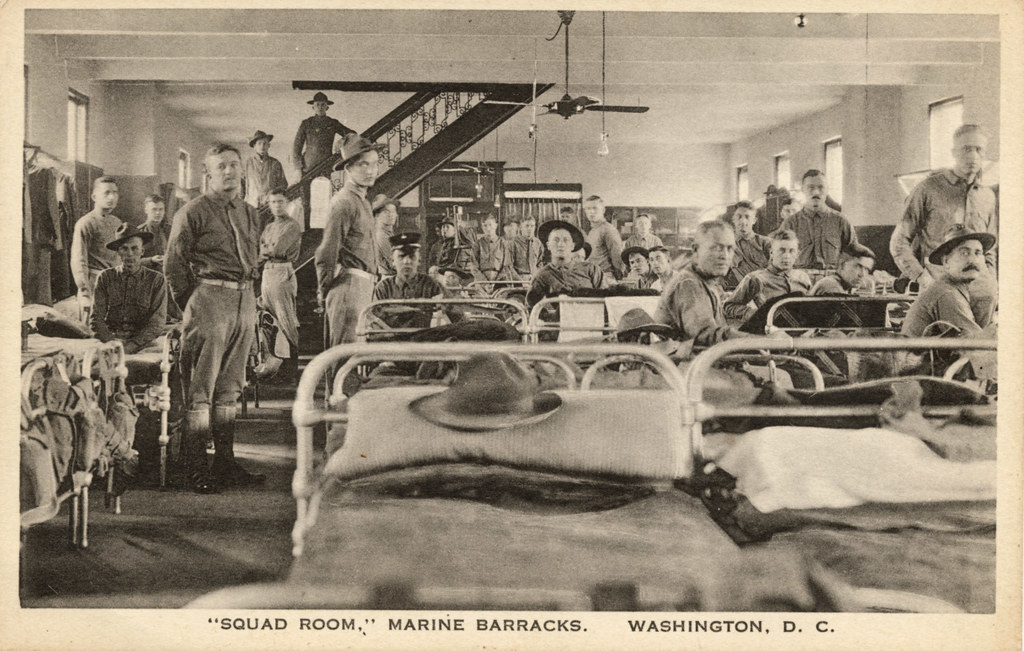 "SQUAD ROOM," MARINE BARRACKS. WASHINGTON, D. C.